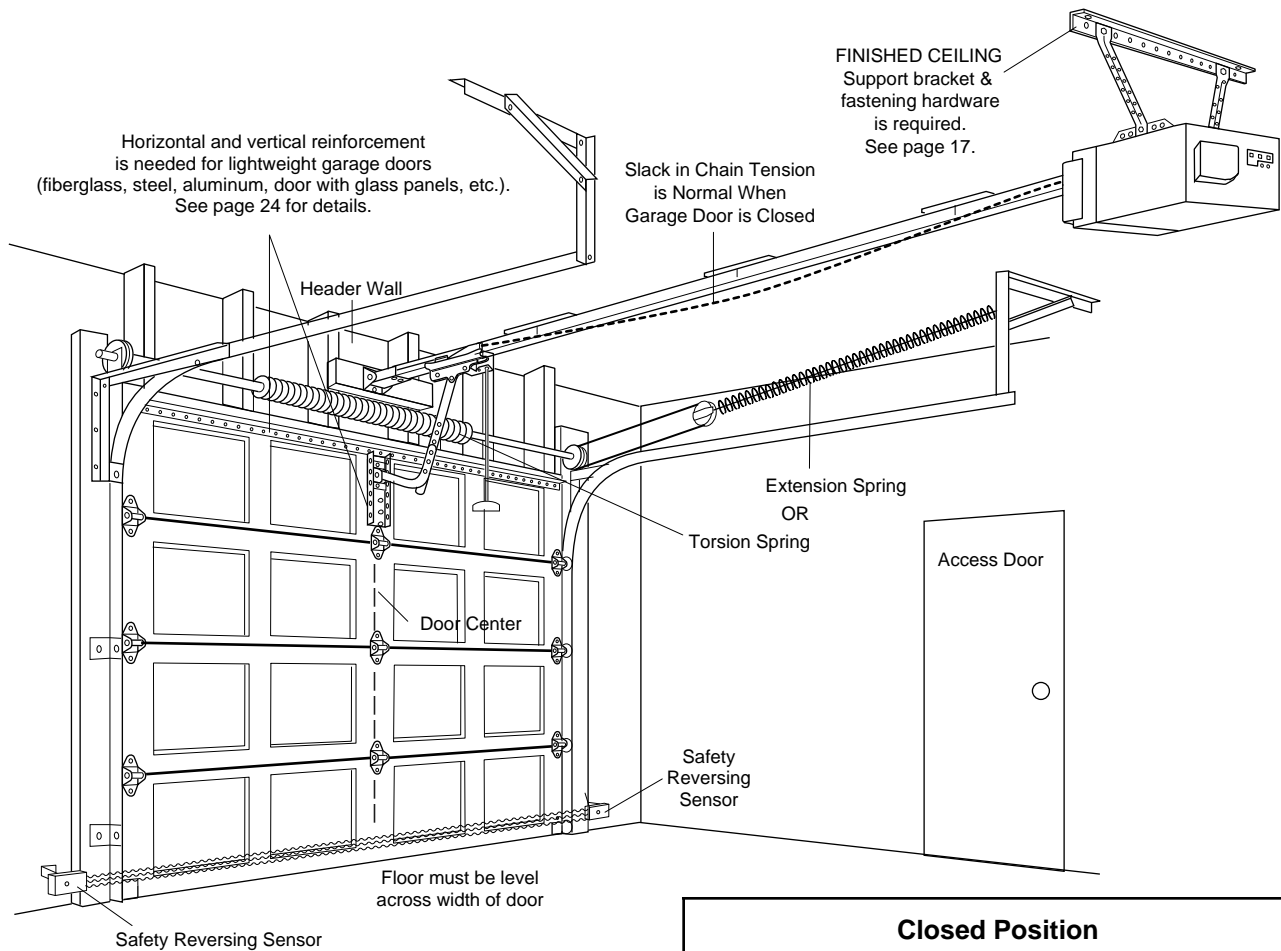 FINISHED CEILING
Support bracket &
fastening hardware
is required.
See page 17.
Horizontal and vertical reinforcement
is needed for lightweight garage doors
(fiberglass, steel, aluminum, door with glass panels, etc.).
See page 24 for details.
Slack in Chain Tension
is Normal When
Garage Door is Closed
Header Wall
Extension Spring
OR
Torsion Spring
Access Door
Door Center
Safety
Reversing
Sensor
Floor must be level
across width of door
Safety Reversing Sensor
Closed Position